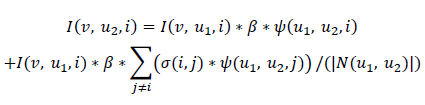 I(v, u₂,i) = I(v, u₁,i) ∗ β ∗ ψ(u₁, u₂,i)
+I(v, u₁,i) ∗ β ∗ ∑_{j≠i}(σ(i,j) ∗ ψ(u₁, u₂,j)) /(|N(u₁, u₂)|)